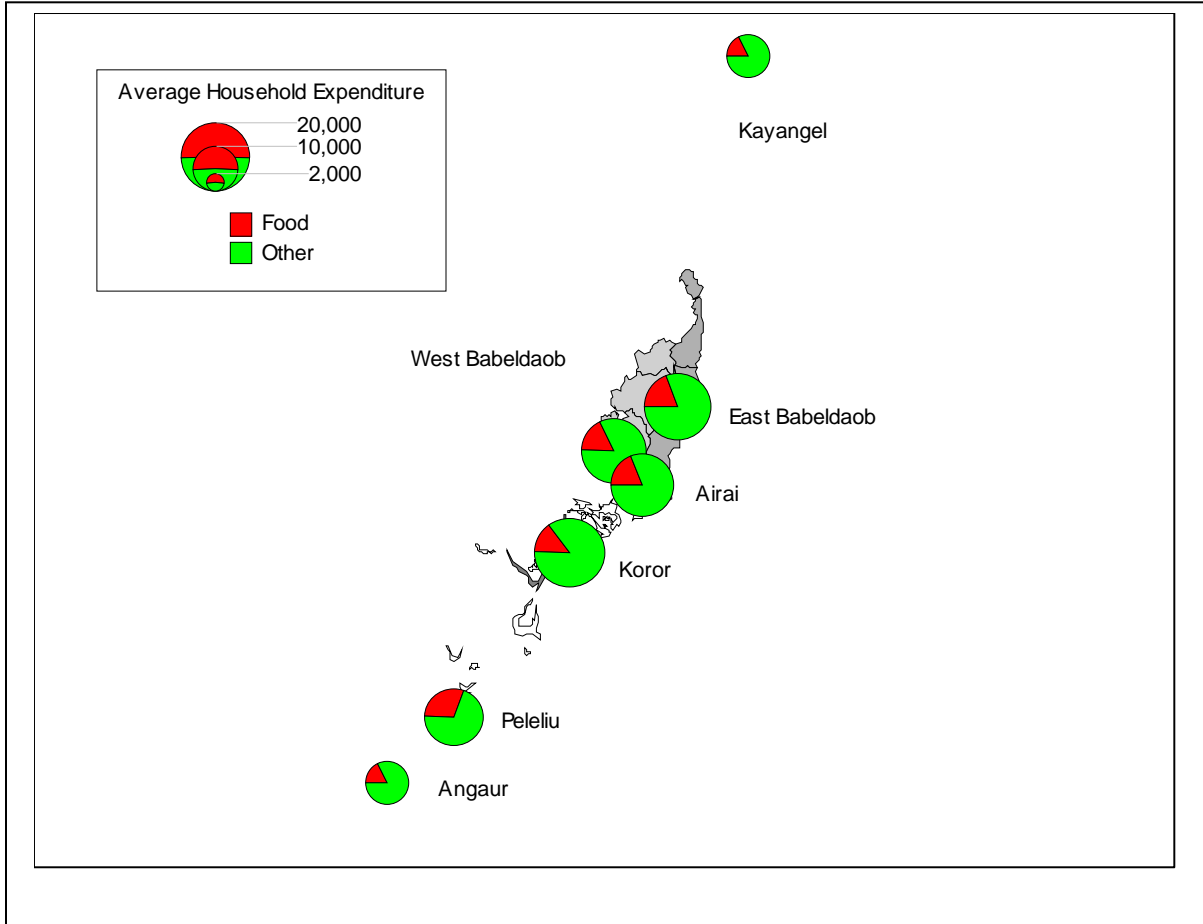 Average Household Expenditure
20,000
10,000
2,000
Food
Other
Kayangel
West Babeldaob
East Babeldaob
Airai
Koror
Peleliu
Angaur